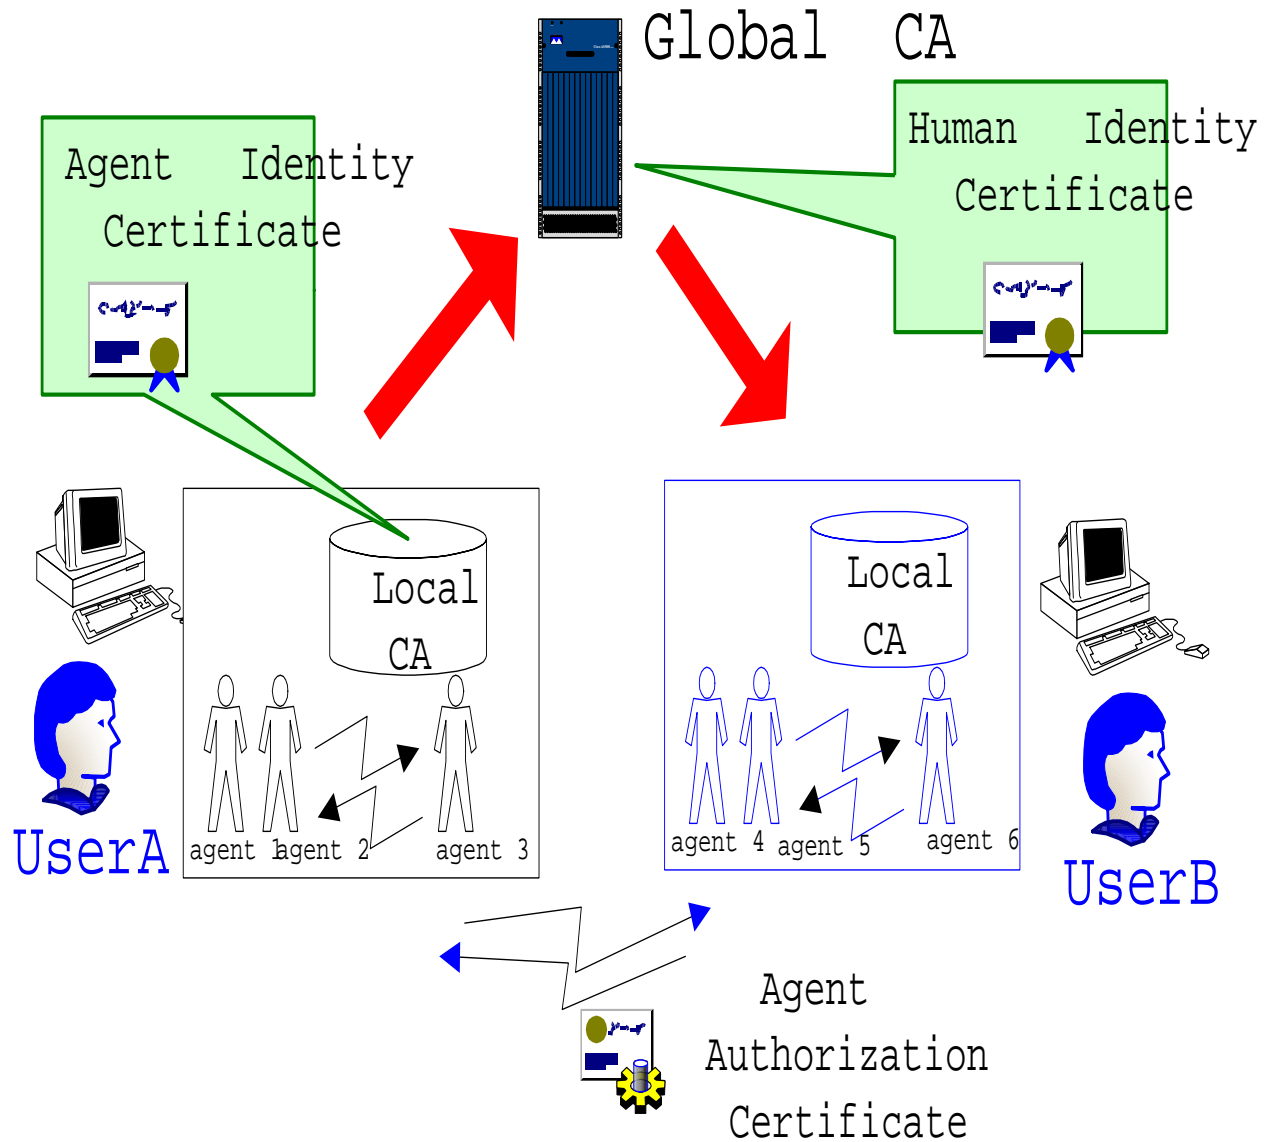 Global CA
Human Identity
Certificate
Agent Identity
Certificate
Local
CA
Local
CA
agent 1
agent 2
agent 3
agent 4
agent 5
agent 6
UserA
UserB
Agent
Authorization
Certificate